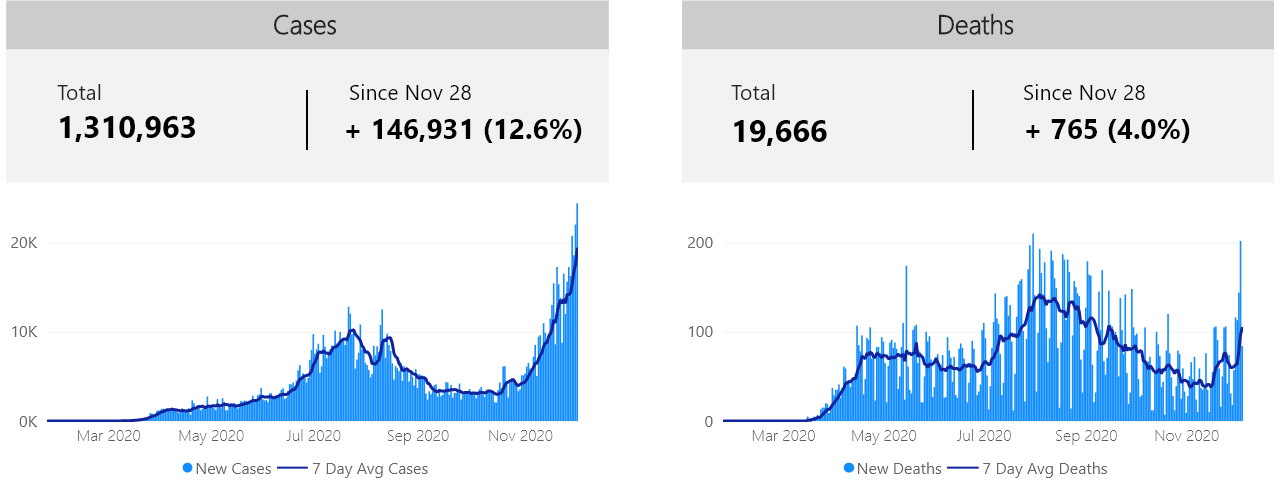 Cases
Total
1,310,963
Since Nov 28
+ 146,931 (12.6%)
20K
10K
0K
Mar 2020 May 2020 Jul 2020 Sep 2020 Nov 2020
New Cases 7 Day Avg Cases
Deaths
Total
19,666
Since Nov 28
+ 765 (4.0%)
200
100
0
Mar 2020 May 2020 Jul 2020 Sep 2020 Nov 2020
New Deaths 7 Day Avg Deaths